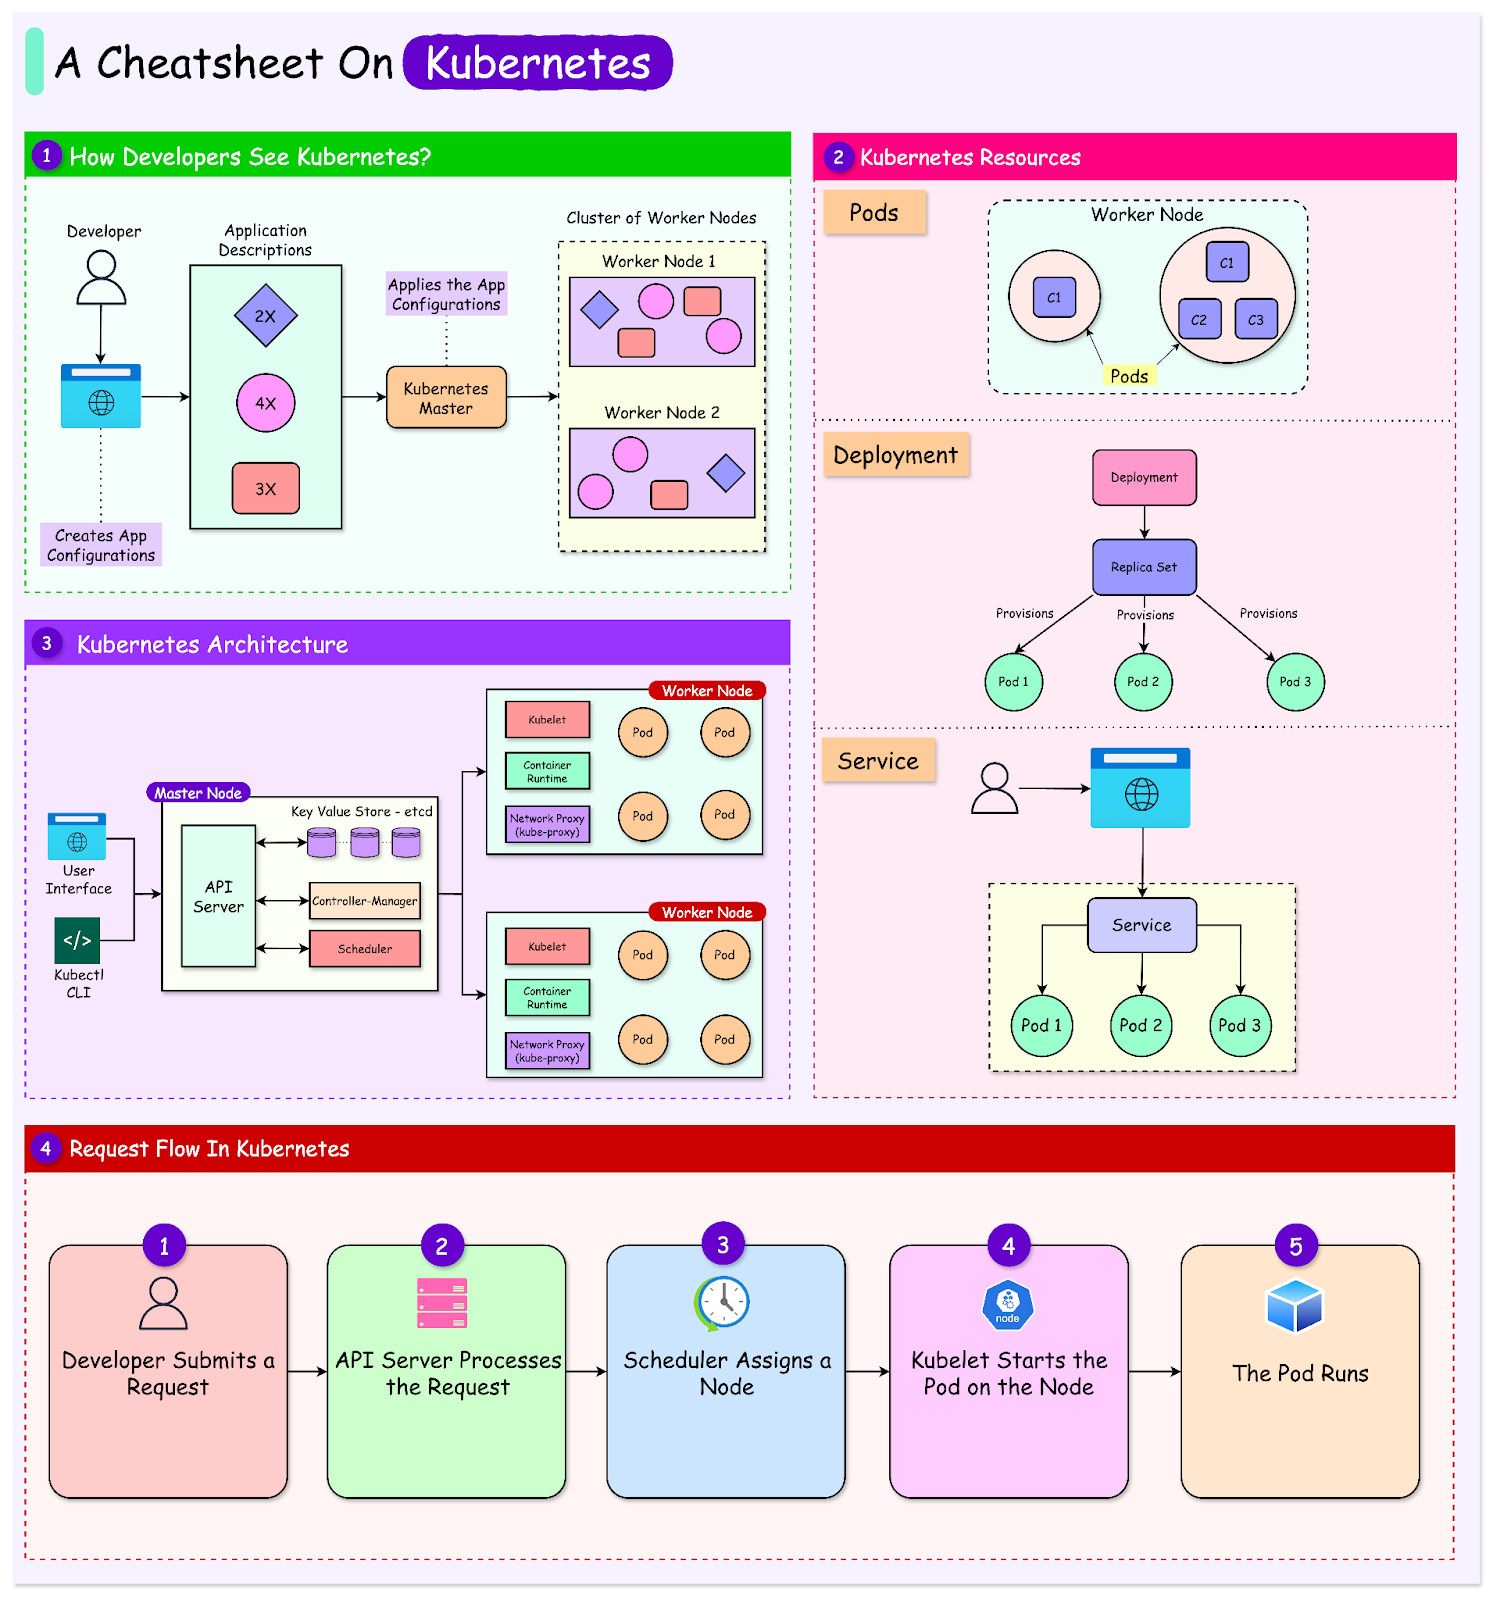 A Cheatsheet On Kubernetes
1 How Developers See Kubernetes?
Developer
Application
Descriptions
2X
4X
3X
Creates App
Configurations
Applies the App
Configurations
Kubernetes
Master
Cluster of Worker Nodes
Worker Node 1
Worker Node 2
2 Kubernetes Resources
Pods
Worker Node
C1
C1
C2
C3
Pods
Deployment
Deployment
Replica Set
Provisions
Provisions
Provisions
Pod 1
Pod 2
Pod 3
Service
Service
Pod 1
Pod 2
Pod 3
3 Kubernetes Architecture
User
Interface
</>
Kubectl
CLI
Master Node
Key Value Store - etcd
API
Server
Controller-Manager
Scheduler
Worker Node
Kubelet
Container
Runtime
Network Proxy
(kube-proxy)
Pod
Pod
Pod
Pod
Worker Node
Kubelet
Container
Runtime
Network Proxy
(kube-proxy)
Pod
Pod
Pod
Pod
4 Request Flow In Kubernetes
1
Developer Submits a
Request
2
API Server Processes
the Request
3
Scheduler Assigns a
Node
4
node
Kubelet Starts the
Pod on the Node
5
The Pod Runs